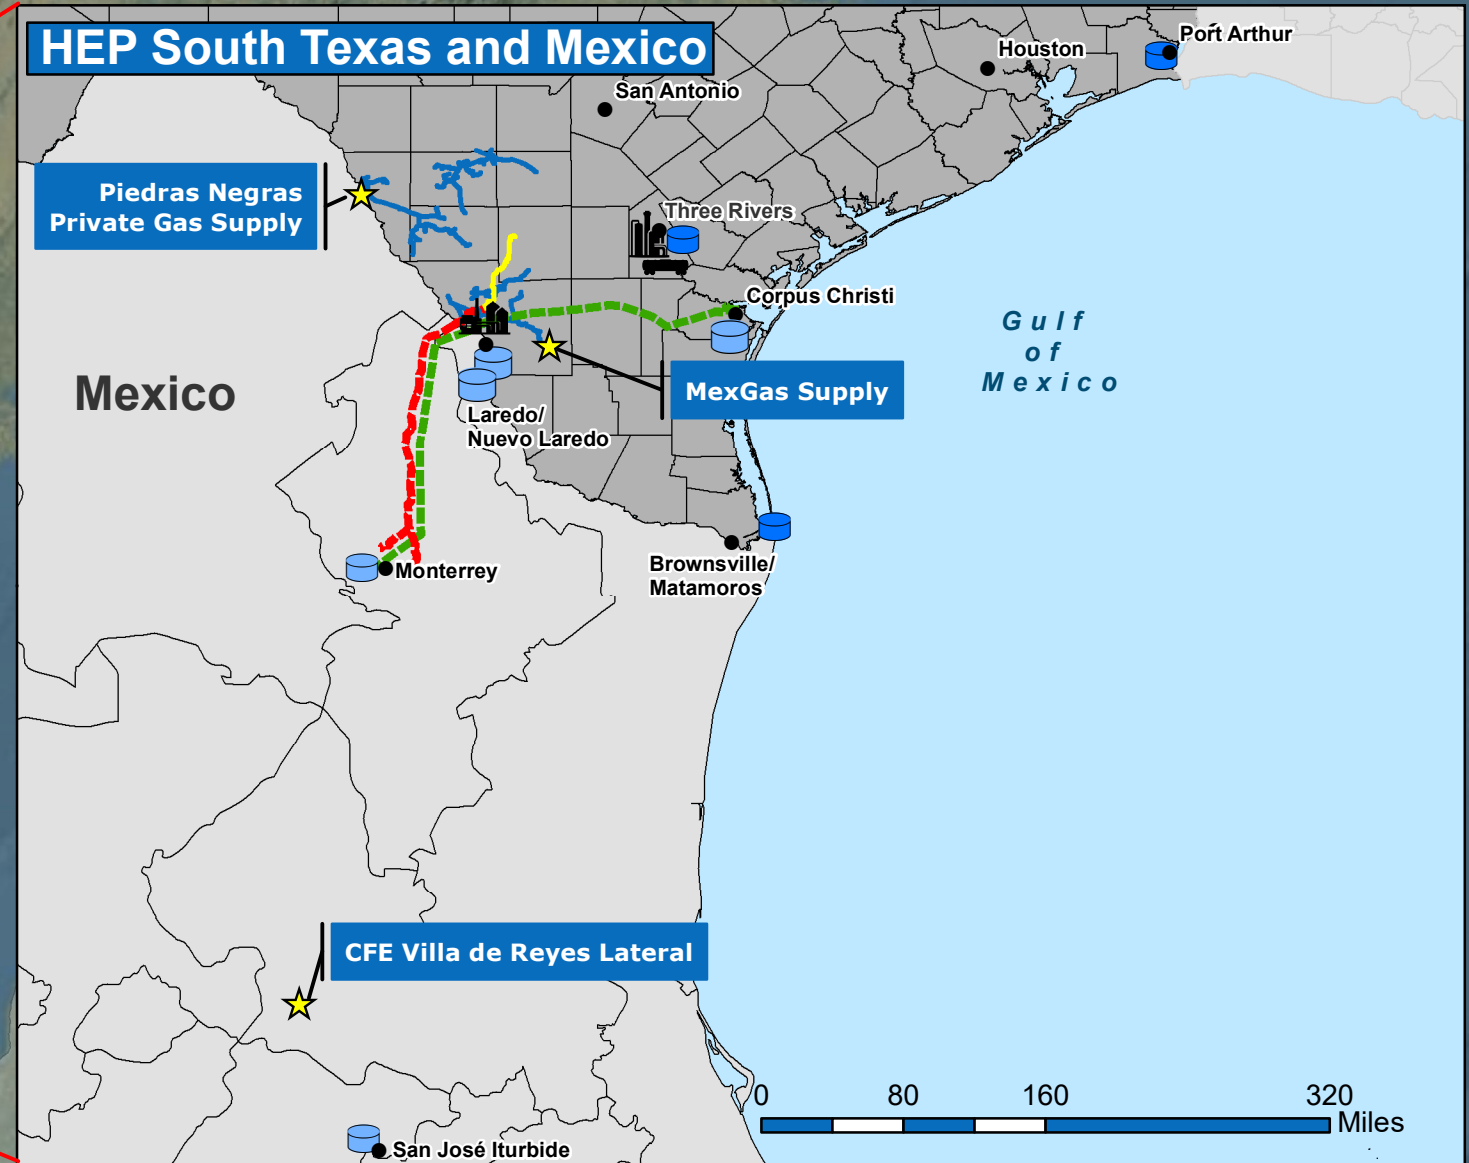 HEP South Texas and Mexico
Port Arthur
Houston
San Antonio
Piedras Negras
Private Gas Supply
Three Rivers
Corpus Christi
Gulf
of
Mexico
Mexico
MexGas Supply
Laredo/
Nuevo Laredo
Brownsville/
Matamoros
Monterrey
CFE Villa de Reyes Lateral
0 80 160 320
Miles
San José Iturbide